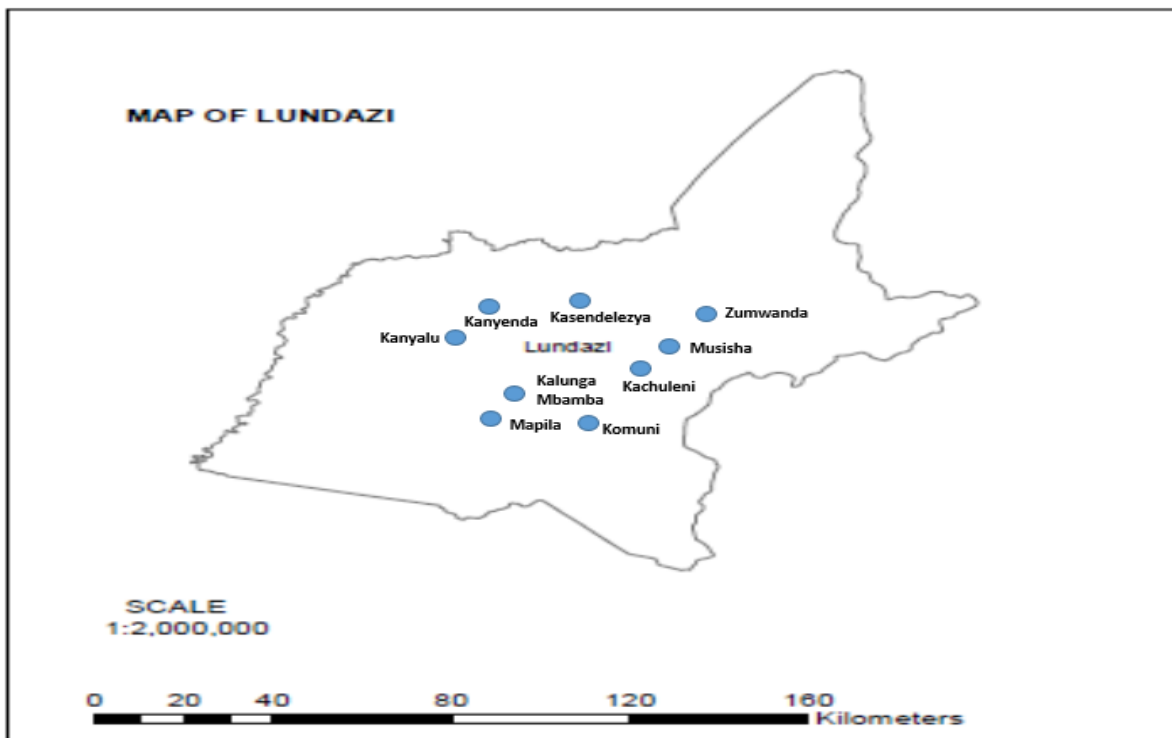 MAP OF LUNDAZI
Kasendelezya
Kanyenda
Zumwanda
Kanyalu
Lundazi
Musisha
Kachuleni
Kalunga
Mbamba
Mapila
Komuni
SCALE
1:2,000,000
0 20 40 80 120 160
Kilometers